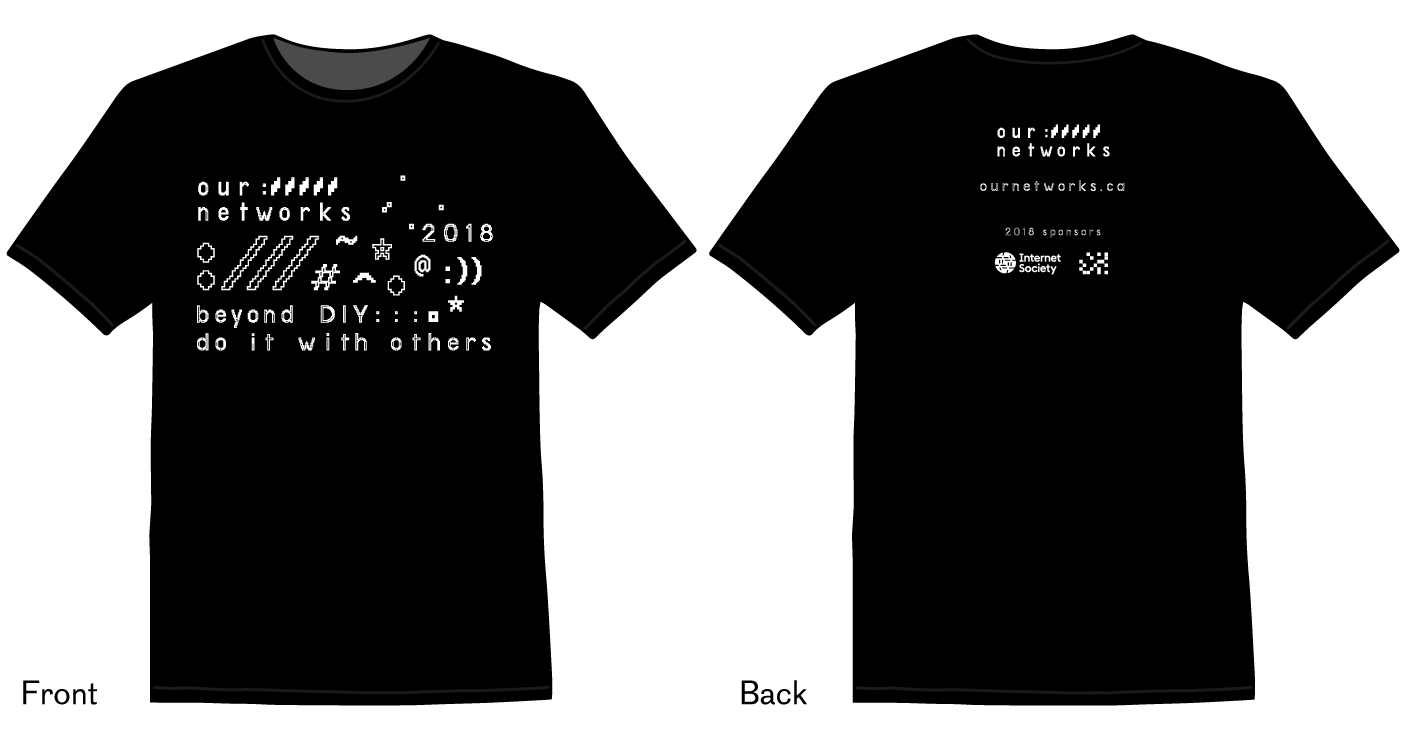 our://///
networks
2018
:////~
#^@:))
beyond DIY:::
do it with others
Front
our://///
networks
ournetworks.ca
2018 sponsors
Internet
Society
Back